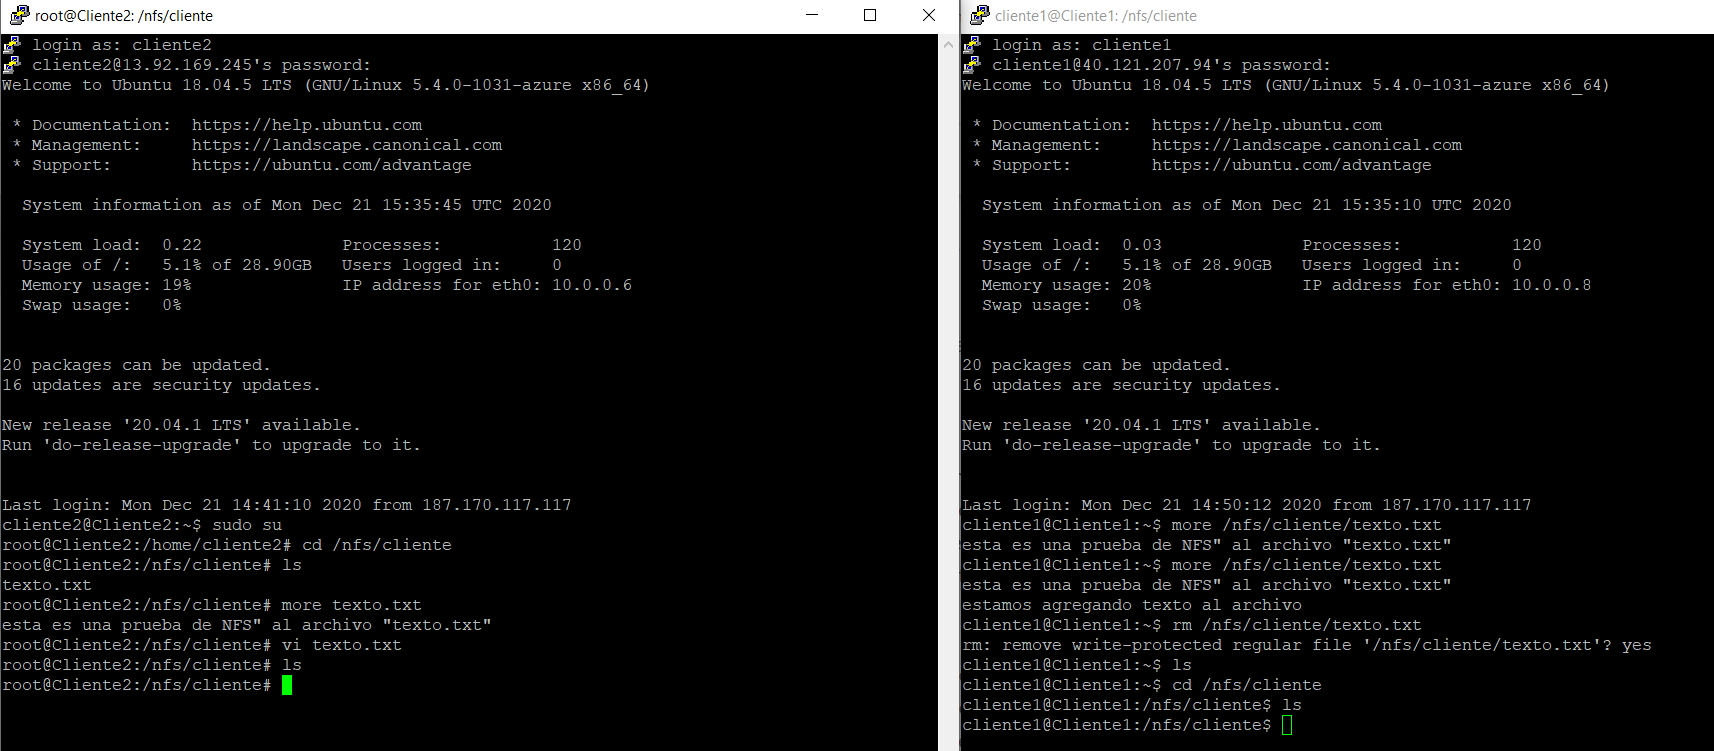 root@Cliente2: /nfs/cliente
login as: cliente2
cliente2@13.92.169.245's password:
Welcome to Ubuntu 18.04.5 LTS (GNU/Linux 5.4.0-1031-azure x86_64)
* Documentation:  https://help.ubuntu.com
* Management:     https://landscape.canonical.com
* Support:        https://ubuntu.com/advantage
System information as of Mon Dec 21 15:35:45 UTC 2020
System load:  0.22              Processes:           120
Usage of /:   5.1% of 28.90GB   Users logged in:     0
Memory usage: 19%               IP address for eth0: 10.0.0.6
Swap usage:   0%
20 packages can be updated.
16 updates are security updates.
New release '20.04.1 LTS' available.
Run 'do-release-upgrade' to upgrade to it.
Last login: Mon Dec 21 14:41:10 2020 from 187.170.117.117
cliente2@Cliente2:~$ sudo su
root@Cliente2:/home/cliente2# cd /nfs/cliente
root@Cliente2:/nfs/cliente# ls
texto.txt
root@Cliente2:/nfs/cliente# more texto.txt
esta es una prueba de NFS" al archivo "texto.txt"
root@Cliente2:/nfs/cliente# vi texto.txt
root@Cliente2:/nfs/cliente# ls
root@Cliente2:/nfs/cliente#
cliente1@Cliente1: /nfs/cliente
login as: cliente1
cliente1@40.121.207.94's password:
Welcome to Ubuntu 18.04.5 LTS (GNU/Linux 5.4.0-1031-azure x86_64)
* Documentation:  https://help.ubuntu.com
* Management:     https://landscape.canonical.com
* Support:        https://ubuntu.com/advantage
System information as of Mon Dec 21 15:35:10 UTC 2020
System load:  0.03              Processes:           120
Usage of /:   5.1% of 28.90GB   Users logged in:     0
Memory usage: 20%               IP address for eth0: 10.0.0.8
Swap usage:   0%
20 packages can be updated.
16 updates are security updates.
New release '20.04.1 LTS' available.
Run 'do-release-upgrade' to upgrade to it.
Last login: Mon Dec 21 14:50:12 2020 from 187.170.117.117
cliente1@Cliente1:~$ more /nfs/cliente/texto.txt
esta es una prueba de NFS" al archivo "texto.txt"
cliente1@Cliente1:~$ more /nfs/cliente/texto.txt
esta es una prueba de NFS" al archivo "texto.txt"
estamos agregando texto al archivo
cliente1@Cliente1:~$ rm /nfs/cliente/texto.txt
rm: remove write-protected regular file '/nfs/cliente/texto.txt'? yes
cliente1@Cliente1:~$ ls
cliente1@Cliente1:~$ cd /nfs/cliente
cliente1@Cliente1:/nfs/cliente$ ls
cliente1@Cliente1:/nfs/cliente$